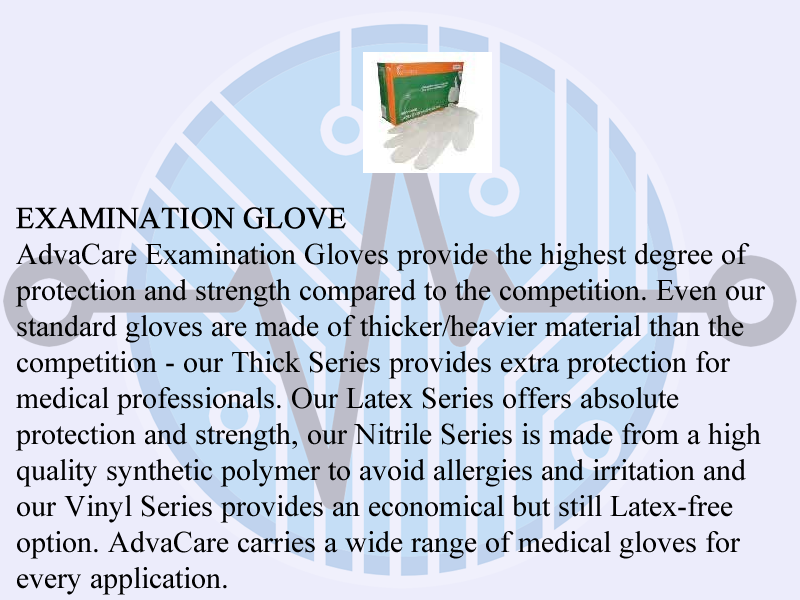 EXAMINATION GLOVE
AdvaCare Examination Gloves provide the highest degree of
protection and strength compared to the competition. Even our
standard gloves are made of thicker/heavier material than the
competition - our Thick Series provides extra protection for
medical professionals. Our Latex Series offers absolute
protection and strength, our Nitrile Series is made from a high
quality synthetic polymer to avoid allergies and irritation and
our Vinyl Series provides an economical but still Latex-free
option. AdvaCare carries a wide range of medical gloves for
every application.